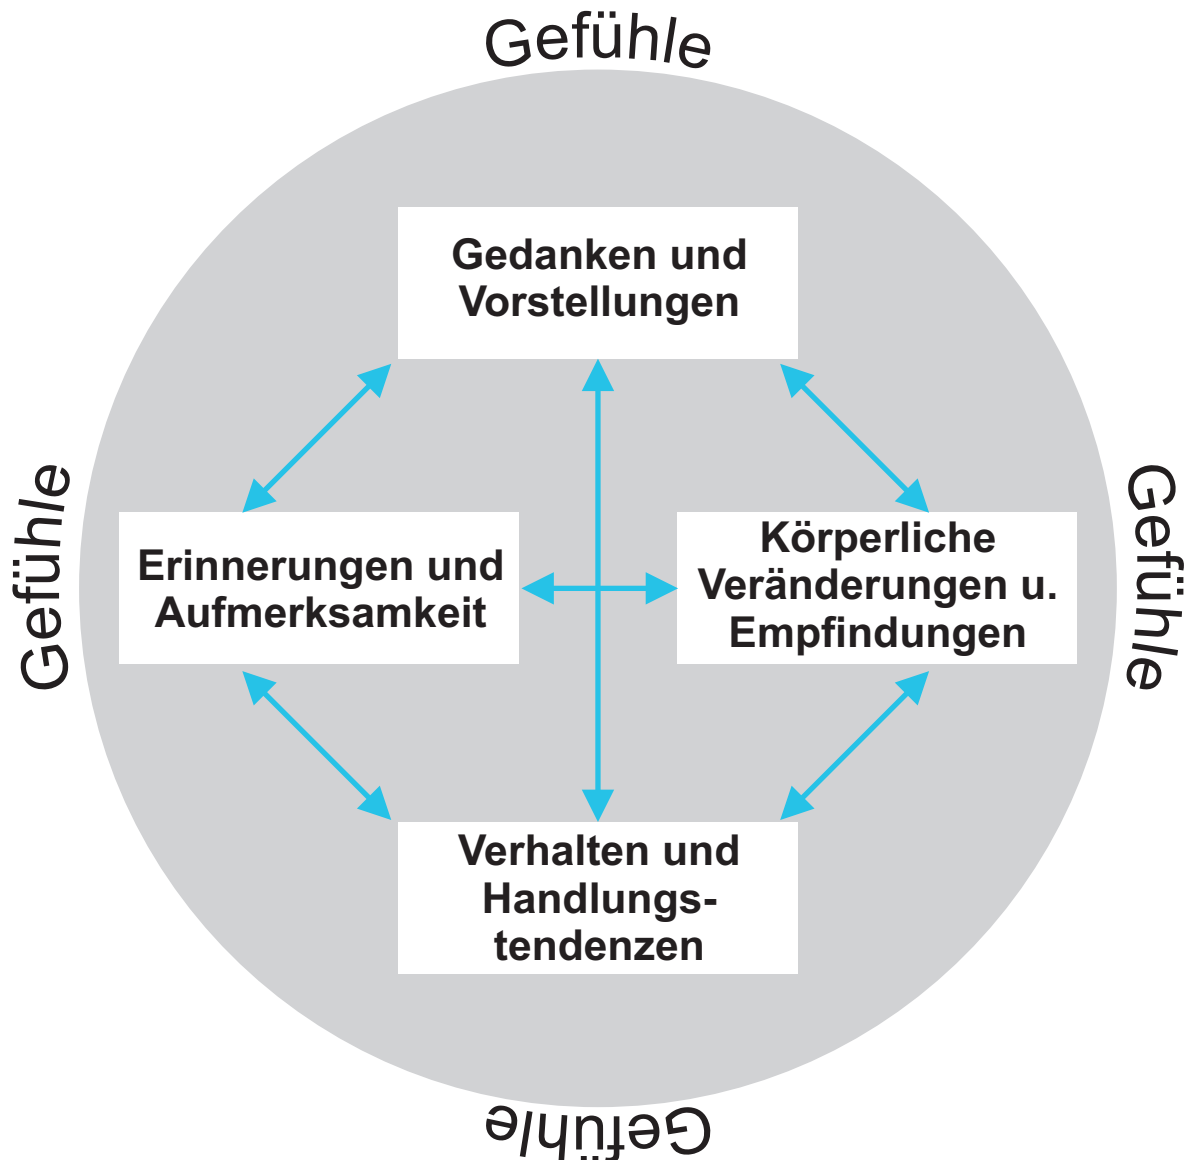 Gefühle
Gedanken und
Vorstellungen
Gefühle
Gefühle
Erinnerungen und
Aufmerksamkeit
Körperliche
Veränderungen u.
Empfindungen
Verhalten und
Handlungs-
tendenzen
Gefühle